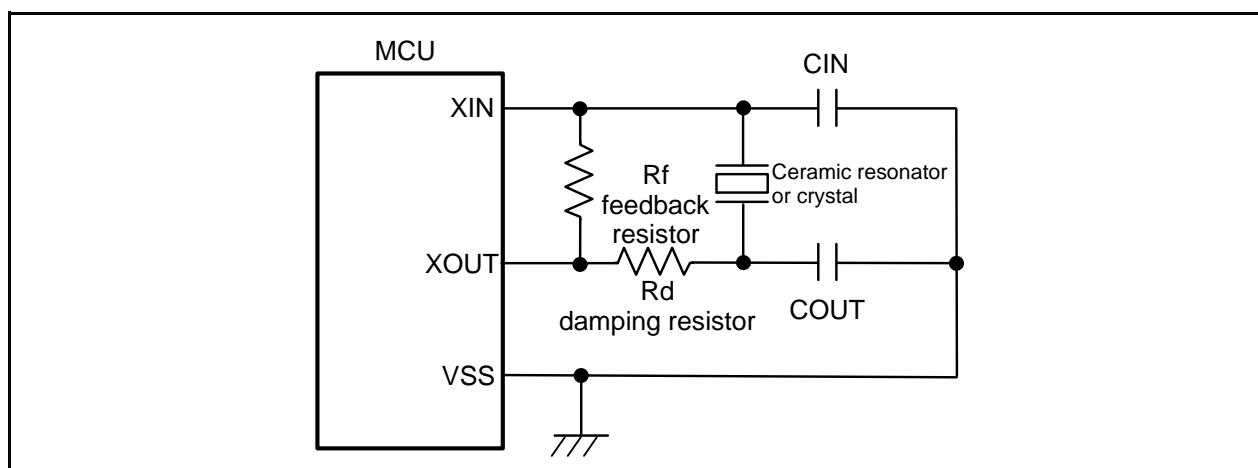 MCU
CIN
XIN
Ceramic resonator
or crystal
Rf
feedback
resistor
XOUT
Rd
damping resistor
COUT
VSS